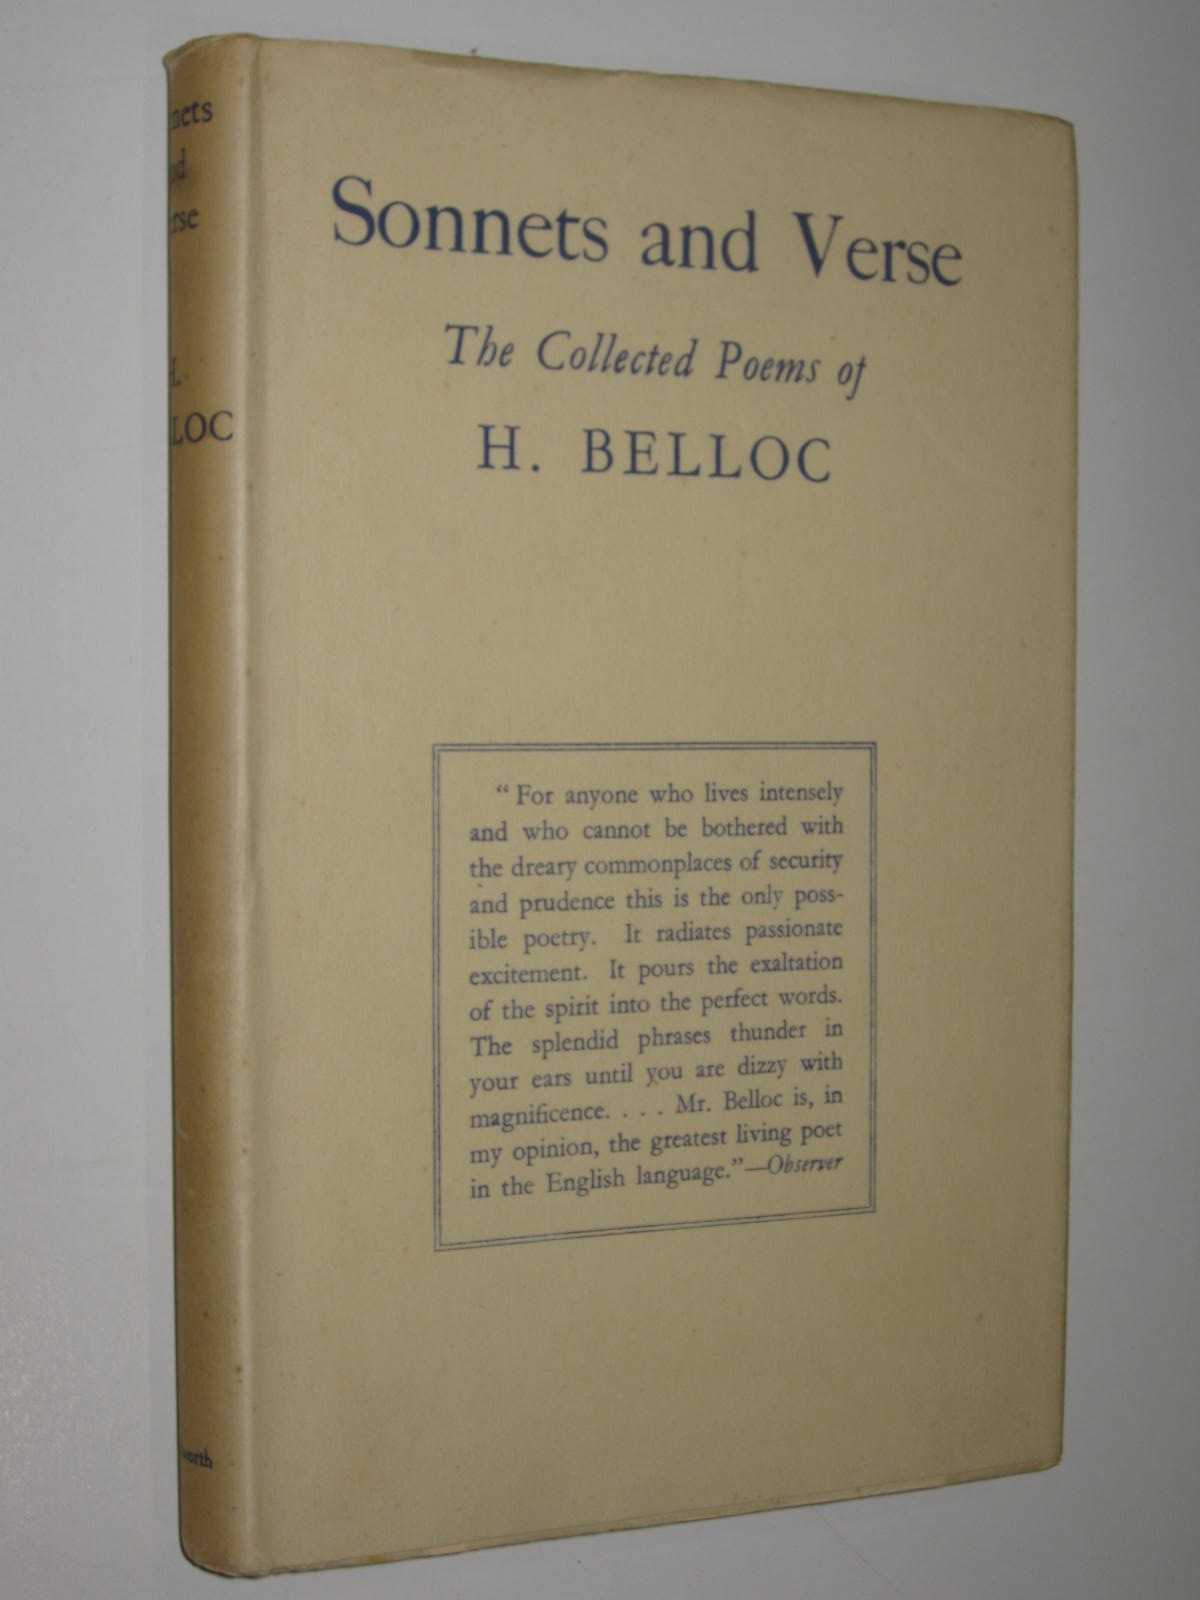 Sonnets and Verse
The Collected Poems of
H. BELLOC
“For anyone who lives intensely
and who cannot be bothered with
the dreary commonplaces of security
and prudence this is the only poss-
ible poetry. It radiates passionate
excitement. It pours the exaltation
of the spirit into the perfect words.
The splendid phrases thunder in
your ears until you are dizzy with
magnificence. . . . Mr. Belloc is, in
my opinion, the greatest living poet
in the English language.”—Observer